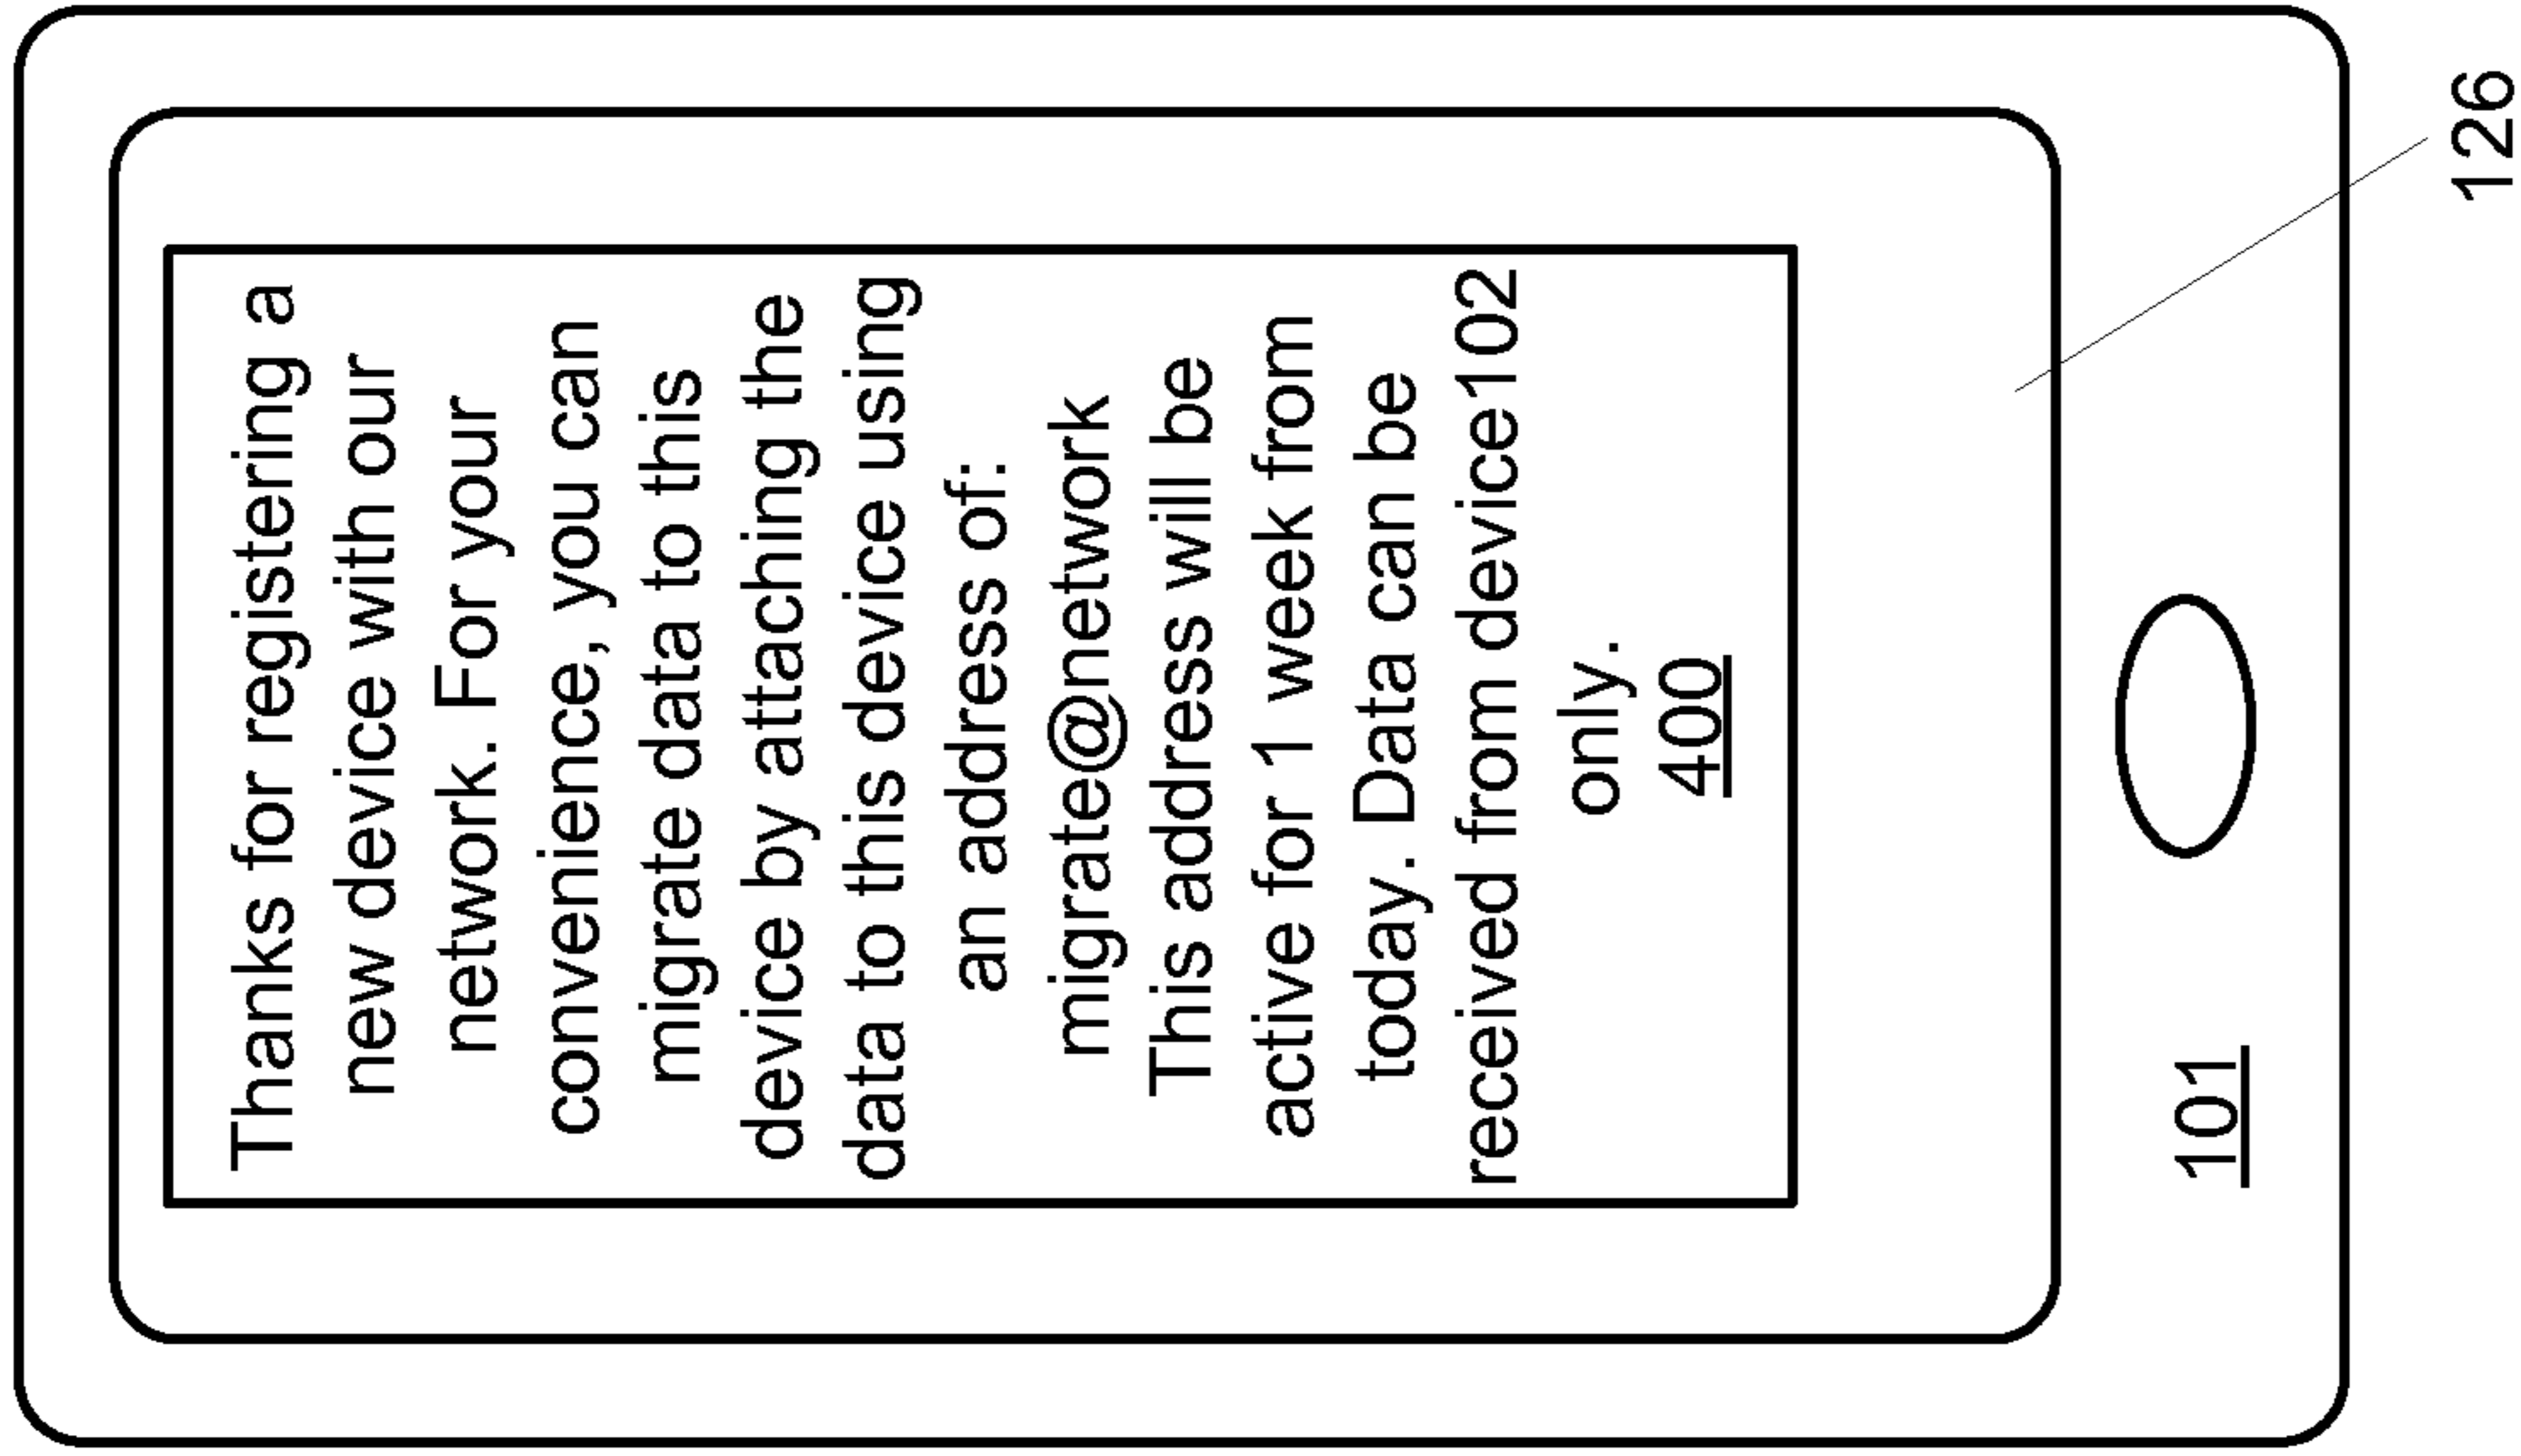 Thanks for registering a
new device with our
network. For your
convenience, you can
migrate data to this
device by attaching the
data to this device using
an address of:
migrate@network
This address will be
active for 1 week from
today. Data can be
received from device102
only.
400
101
126